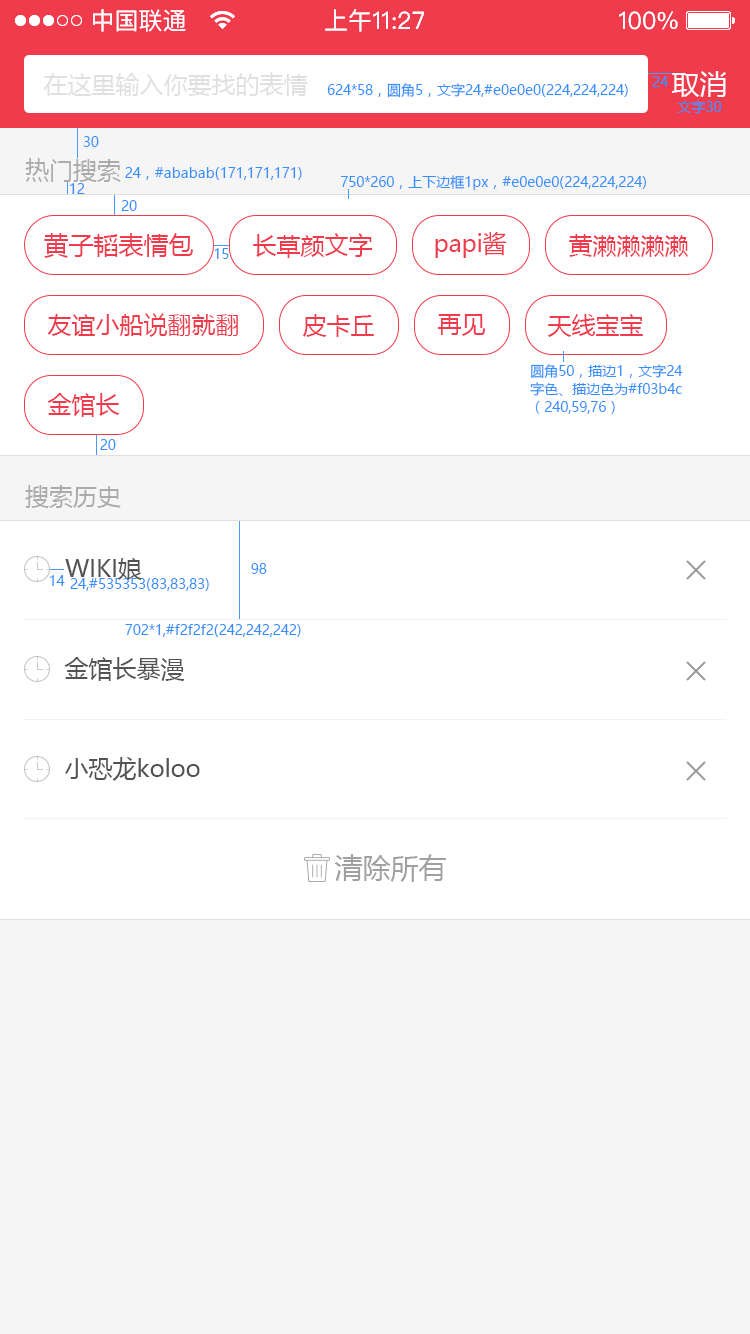 中国联通 上午11:27 100%
在这里输入你要找的表情 624*58，圆角5，文字24,#e0e0e0(224,224,224) 24 取消
文字30
30
热门搜索 24，#ababab(171,171,171)
12 750*260，上下边框1px，#e0e0e0(224,224,224)
20
黄子韬表情包 15 长草颜文字 papi酱 黄濑濑濑濑
友谊小船说翻就翻 皮卡丘 再见 天线宝宝
圆角50，描边1，文字24
字色、描边色为#f03b4c
（240,59,76）
金馆长
20
搜索历史
WIKI娘 98
14 24,#535353(83,83,83)
702*1,#f2f2f2(242,242,242)
金馆长暴漫
小恐龙koloo
清除所有